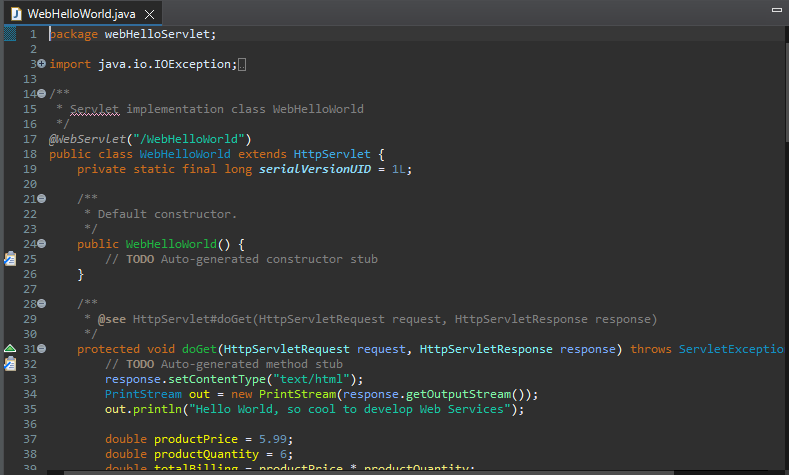 WebHelloWorld.java
1 package webHelloServlet;
2
3 import java.io.IOException;
13
14 /**
15 * Servlet implementation class WebHelloWorld
16 */
17 @WebServlet("/WebHelloWorld")
18 public class WebHelloWorld extends HttpServlet {
19 private static final long serialVersionUID = 1L;
20
21 /**
22 * Default constructor.
23 */
24 public WebHelloWorld() {
25 // TODO Auto-generated constructor stub
26 }
27
28 /**
29 * @see HttpServlet#doGet(HttpServletRequest request, HttpServletResponse response)
30 */
31 protected void doGet(HttpServletRequest request, HttpServletResponse response) throws ServletExceptio
32 // TODO Auto-generated method stub
33 response.setContentType("text/html");
34 PrintStream out = new PrintStream(response.getOutputStream());
35 out.println("Hello World, so cool to develop Web Services");
36
37 double productPrice = 5.99;
38 double productQuantity = 6;
39 double totalBilling = productPrice * productQuantity;